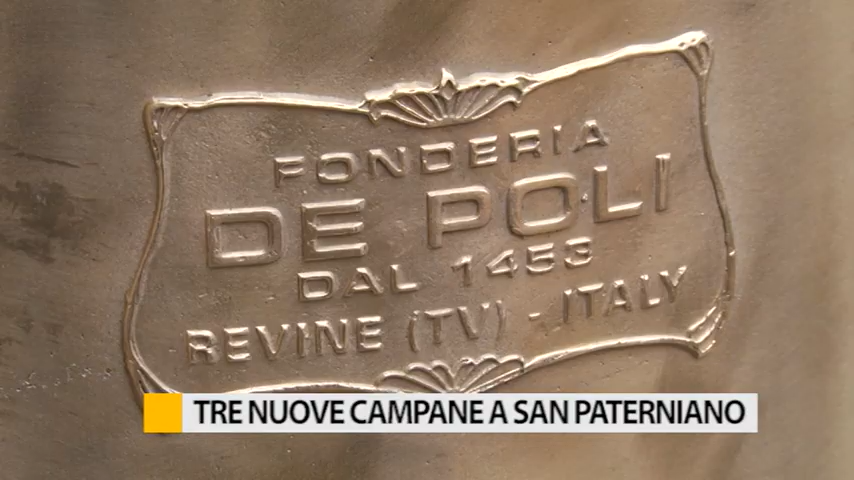 FONDERIA
DE POLI
DAL 1453
REVINE (TV) - ITALY
TRE NUOVE CAMPANE A SAN PATERNIANO